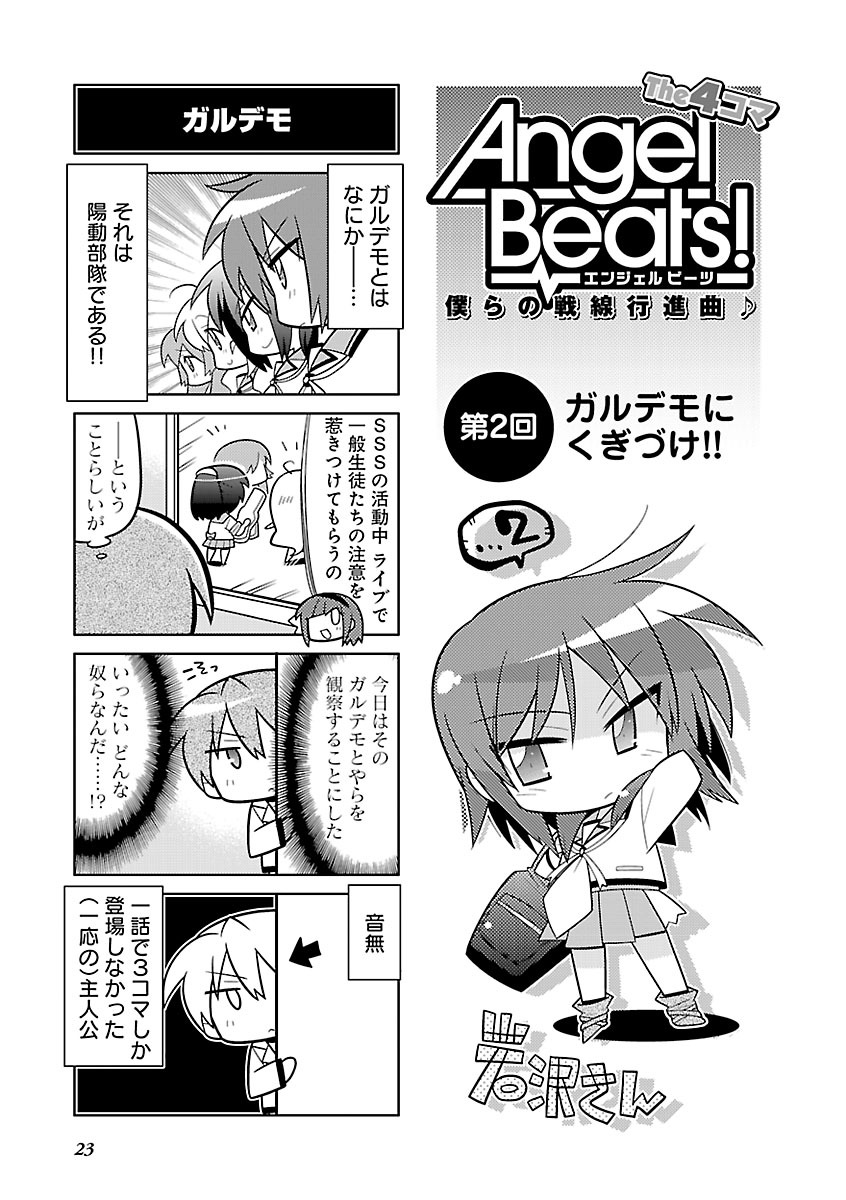 The4コマ
Angel
Beats!
エンジェルビーツ
僕らの戦線行進曲♪
第2回
ガルデモに
くぎづけ!!
…2
岩沢さん
ガルデモ
ガルデモとは
なにか――…
それは
陽動部隊である!!
SSSの活動中 ライブで
一般生徒たちの注意を
惹きつけてもらうの
――という
ことらしいが
今日はその
ガルデモとやらを
観察することにした
こそっ
いったい どんな
奴らなんだ……!?
音無
一話で3コマしか
登場しなかった
(一応の)主人公
23